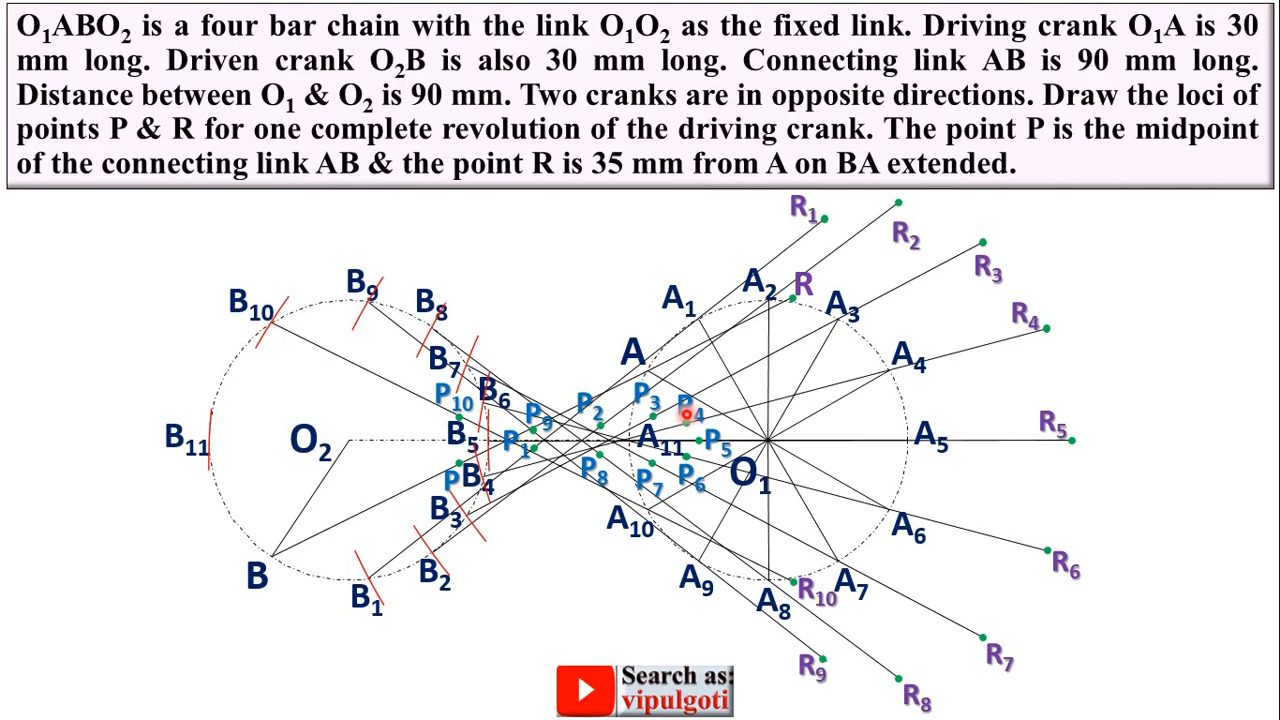 O₁ABO₂ is a four bar chain with the link O₁O₂ as the fixed link. Driving crank O₁A is 30
mm long. Driven crank O₂B is also 30 mm long. Connecting link AB is 90 mm long.
Distance between O₁ & O₂ is 90 mm. Two cranks are in opposite directions. Draw the loci of
points P & R for one complete revolution of the driving crank. The point P is the midpoint
of the connecting link AB & the point R is 35 mm from A on BA extended.
R₁
R₂
R₃
B₉
A₂
R
B₁₀
B₈
A₁
A₃
R₄
B₇
A
A₄
B₆
P₁₀
P₉
P₂
P₃
P₄
B₁₁
O₂
B₅
P₁
A₁₁
P₅
A₅
R₅
P
B₄
P₈
P₇
P₆
O₁
B₃
A₁₀
A₆
B
B₂
R₆
B₁
A₉
A₈
R₁₀
A₇
R₉
R₇
R₈
Search as:
vipulgoti